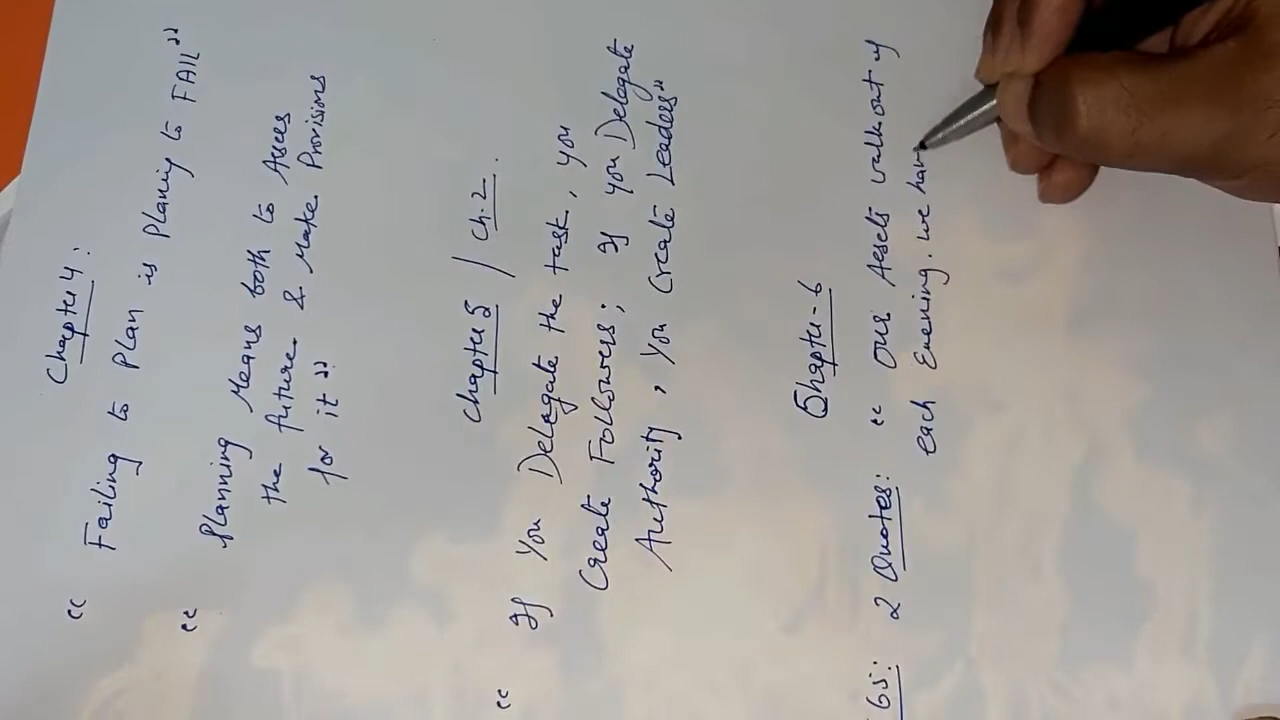 Chapter 4 :
“ Failing to Plan is Planing to FAIL”
“ Planning Means both to Asses
the future & Make Provisions
for it”
Chapter 5 / Ch. 2.
“ If You Delegate the task, you
Create Followers; If you Delegate
Authority, You Create Leaders”
Chapter - 6
65: 2 Quotes: “ Our Assets walk out of
each Evening. we hav